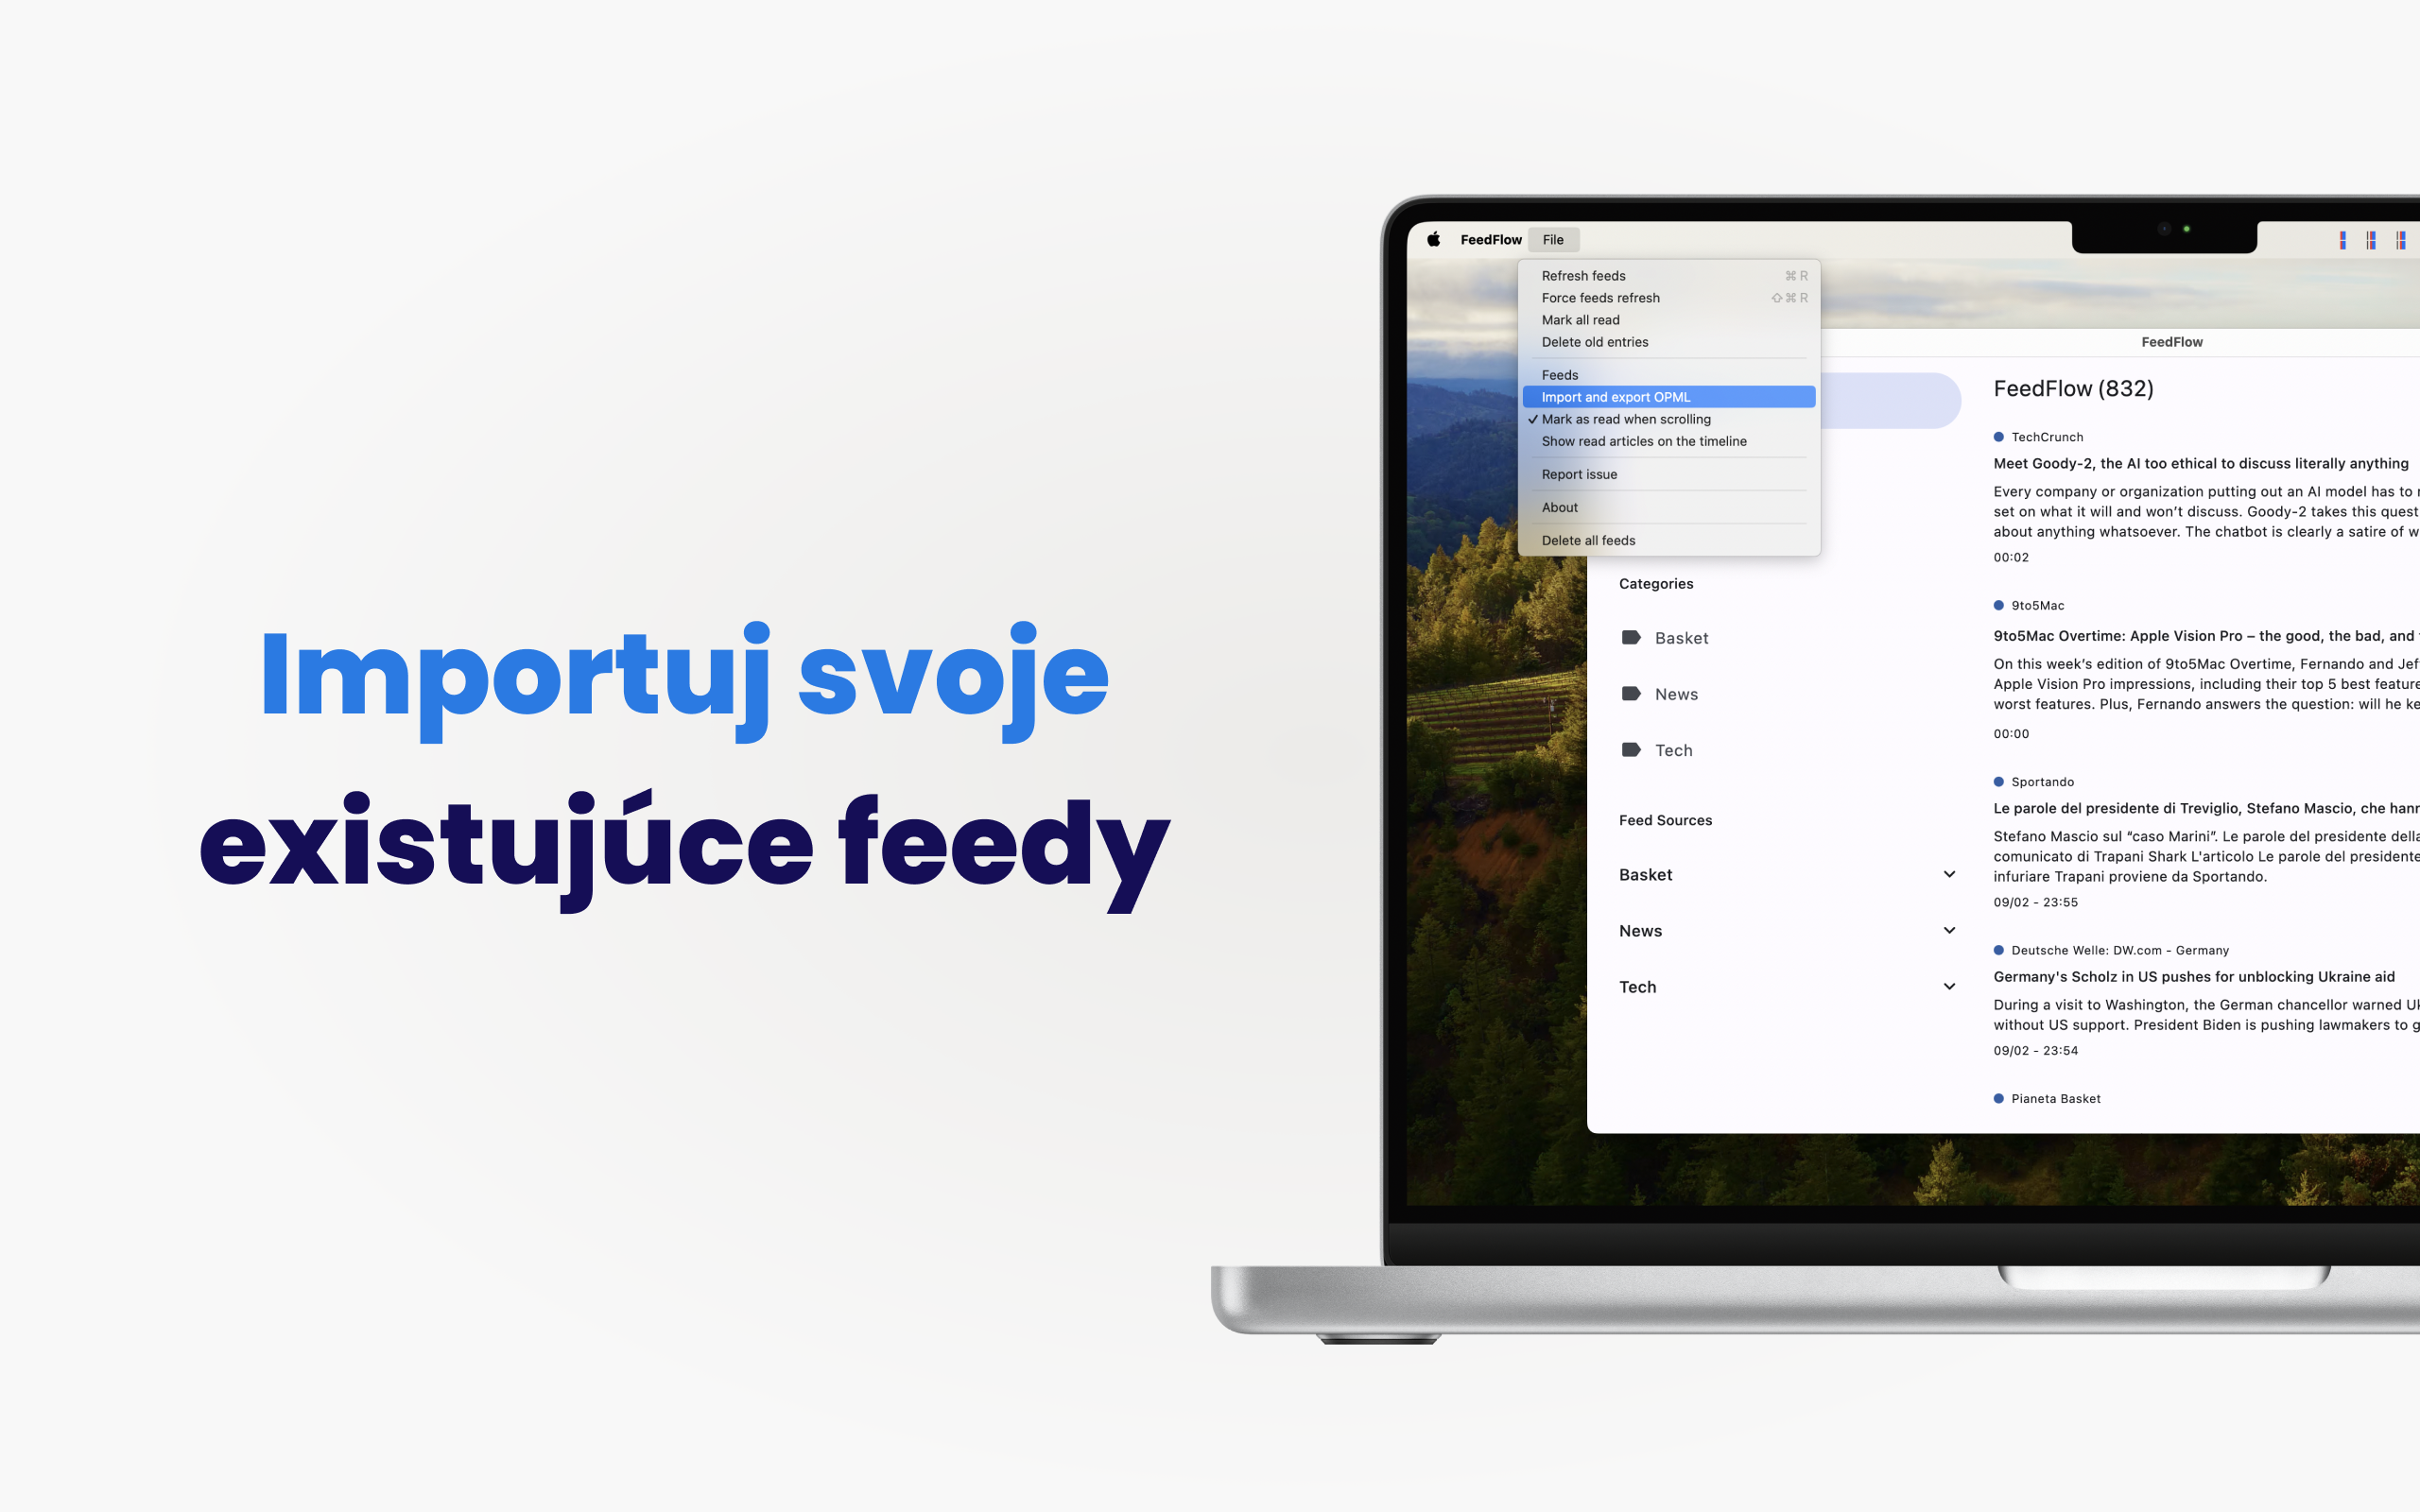 Importuj svoje
existujúce feedy
FeedFlow File
Refresh feeds ⌘ R
Force feeds refresh ⇧ ⌘ R
Mark all read
Delete old entries
Feeds
Import and export OPML
✓ Mark as read when scrolling
Show read articles on the timeline
Report issue
About
Delete all feeds
Categories
Basket
News
Tech
Feed Sources
Basket
News
Tech
FeedFlow
FeedFlow (832)
TechCrunch
Meet Goody-2, the AI too ethical to discuss literally anything
Every company or organization putting out an AI model has to
set on what it will and won’t discuss. Goody-2 takes this quest
about anything whatsoever. The chatbot is clearly a satire of w
00:02
9to5Mac
9to5Mac Overtime: Apple Vision Pro – the good, the bad, and
On this week’s edition of 9to5Mac Overtime, Fernando and Jef
Apple Vision Pro impressions, including their top 5 best feature
worst features. Plus, Fernando answers the question: will he ke
00:00
Sportando
Le parole del presidente di Treviglio, Stefano Mascio, che hann
Stefano Mascio sul “caso Marini”. Le parole del presidente della
comunicato di Trapani Shark L'articolo Le parole del presidente
infuriare Trapani proviene da Sportando.
09/02 - 23:55
Deutsche Welle: DW.com - Germany
Germany's Scholz in US pushes for unblocking Ukraine aid
During a visit to Washington, the German chancellor warned Uk
without US support. President Biden is pushing lawmakers to g
09/02 - 23:54
Pianeta Basket